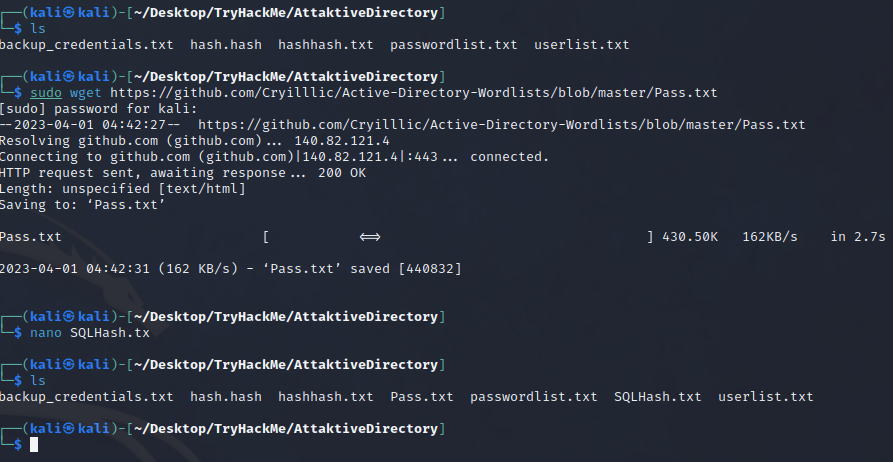 ┌──(kali㉿kali)-[~/Desktop/TryHackMe/AttaktiveDirectory]
└─$ ls
backup_credentials.txt  hash.hash  hashhash.txt  passwordlist.txt  userlist.txt
┌──(kali㉿kali)-[~/Desktop/TryHackMe/AttaktiveDirectory]
└─$ sudo wget https://github.com/Cryilllic/Active-Directory-Wordlists/blob/master/Pass.txt
[sudo] password for kali:
--2023-04-01 04:42:27--  https://github.com/Cryilllic/Active-Directory-Wordlists/blob/master/Pass.txt
Resolving github.com (github.com)... 140.82.121.4
Connecting to github.com (github.com)|140.82.121.4|:443... connected.
HTTP request sent, awaiting response... 200 OK
Length: unspecified [text/html]
Saving to: ‘Pass.txt’
Pass.txt                          [            <=>                                 ] 430.50K   162KB/s    in 2.7s
2023-04-01 04:42:31 (162 KB/s) - ‘Pass.txt’ saved [440832]
┌──(kali㉿kali)-[~/Desktop/TryHackMe/AttaktiveDirectory]
└─$ nano SQLHash.tx
┌──(kali㉿kali)-[~/Desktop/TryHackMe/AttaktiveDirectory]
└─$ ls
backup_credentials.txt  hash.hash  hashhash.txt  Pass.txt  passwordlist.txt  SQLHash.txt  userlist.txt
┌──(kali㉿kali)-[~/Desktop/TryHackMe/AttaktiveDirectory]
└─$